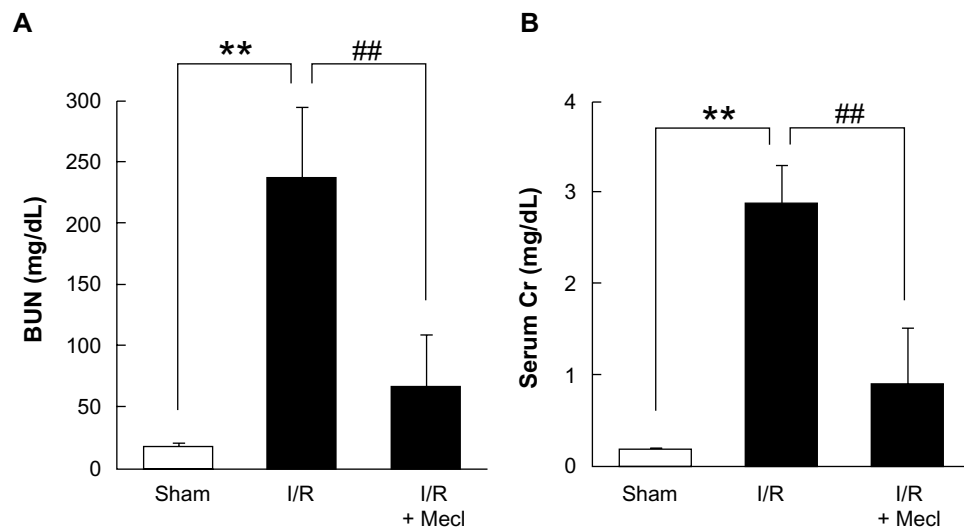 A
** ##
BUN (mg/dL)
300
250
200
150
100
50
0
Sham I/R I/R
+ Mecl
B
** ##
Serum Cr (mg/dL)
4
3
2
1
0
Sham I/R I/R
+ Mecl